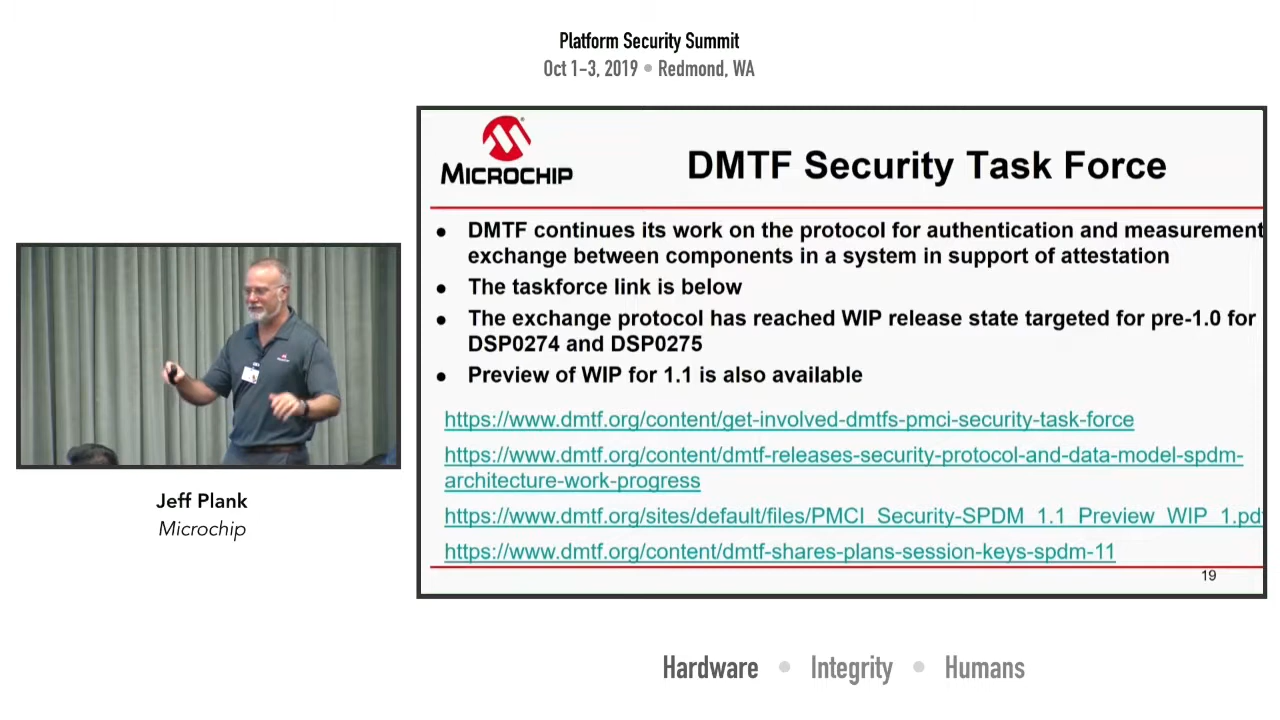 Platform Security Summit
Oct 1-3, 2019 • Redmond, WA
MICROCHIP
DMTF Security Task Force
● DMTF continues its work on the protocol for authentication and measurement
exchange between components in a system in support of attestation
● The taskforce link is below
● The exchange protocol has reached WIP release state targeted for pre-1.0 for
DSP0274 and DSP0275
● Preview of WIP for 1.1 is also available
https://www.dmtf.org/content/get-involved-dmtfs-pmci-security-task-force
https://www.dmtf.org/content/dmtf-releases-security-protocol-and-data-model-spdm-
architecture-work-progress
https://www.dmtf.org/sites/default/files/PMCI_Security-SPDM_1.1_Preview_WIP_1.pd
https://www.dmtf.org/content/dmtf-shares-plans-session-keys-spdm-11
19
Jeff Plank
Microchip
Hardware • Integrity • Humans